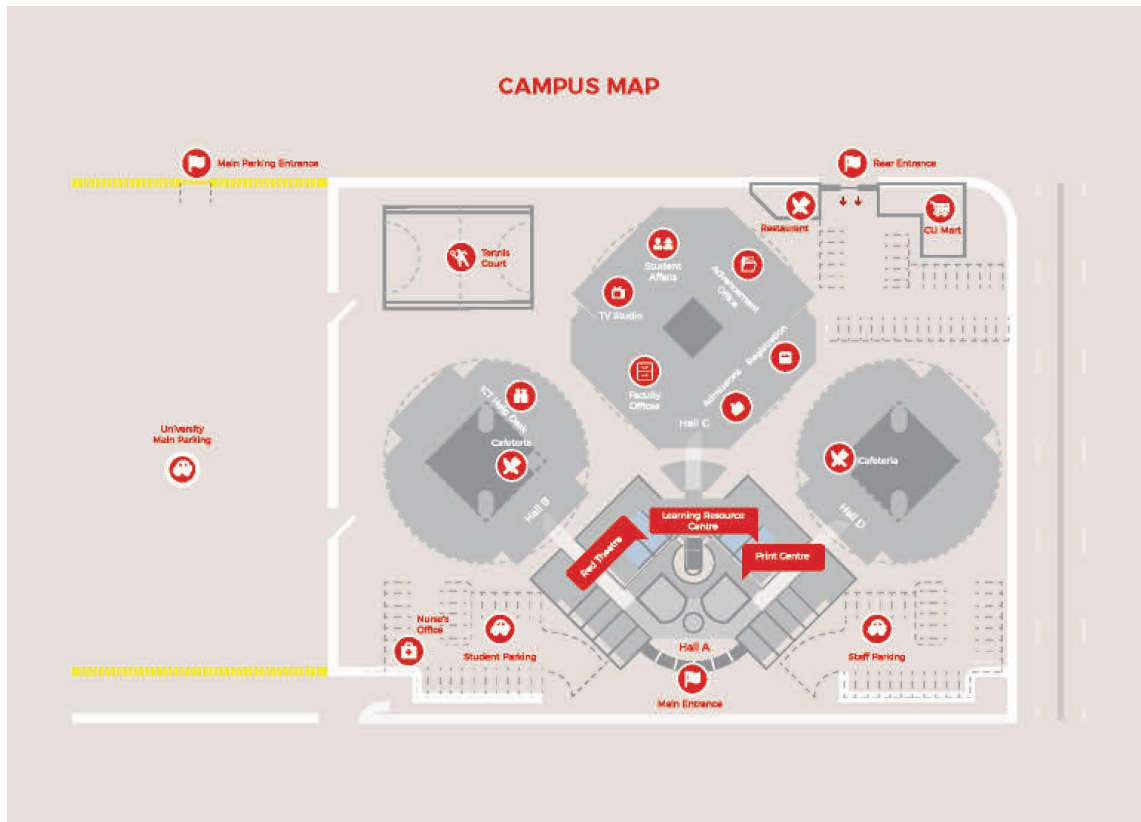 CAMPUS MAP
Main Parking Entrance
Rear Entrance
Restaurant
CU Mart
Tennis
Court
Student
Affairs
Advancement
Office
TV Studio
Registration
Admissions
Faculty
Offices
Hall C
ICT Help Desk
Cafeteria
Hall B
University
Main Parking
Cafeteria
Hall D
Learning Resource
Centre
Red Theatre
Print Centre
Nurse's
Office
Student Parking
Hall A
Staff Parking
Main Entrance